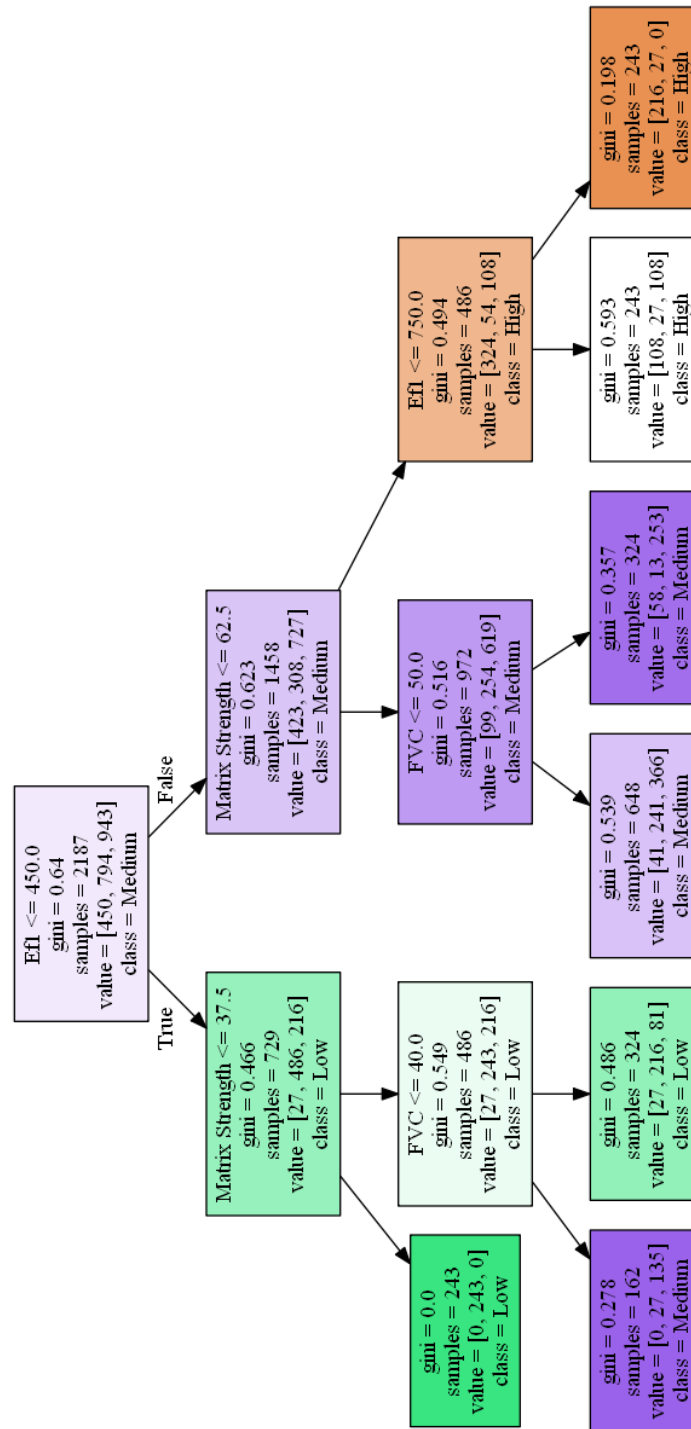 Ef1 <= 450.0
gini = 0.64
samples = 2187
value = [450, 794, 943]
class = Medium
True
False
Matrix Strength <= 37.5
gini = 0.466
samples = 729
value = [27, 486, 216]
class = Low
Matrix Strength <= 62.5
gini = 0.623
samples = 1458
value = [423, 308, 727]
class = Medium
gini = 0.0
samples = 243
value = [0, 243, 0]
class = Low
FVC <= 40.0
gini = 0.549
samples = 486
value = [27, 243, 216]
class = Low
FVC <= 50.0
gini = 0.516
samples = 972
value = [99, 254, 619]
class = Medium
Ef1 <= 750.0
gini = 0.494
samples = 486
value = [324, 54, 108]
class = High
gini = 0.278
samples = 162
value = [0, 27, 135]
class = Medium
gini = 0.486
samples = 324
value = [27, 216, 81]
class = Low
gini = 0.539
samples = 648
value = [41, 241, 366]
class = Medium
gini = 0.357
samples = 324
value = [58, 13, 253]
class = Medium
gini = 0.593
samples = 243
value = [108, 27, 108]
class = High
gini = 0.198
samples = 243
value = [216, 27, 0]
class = High